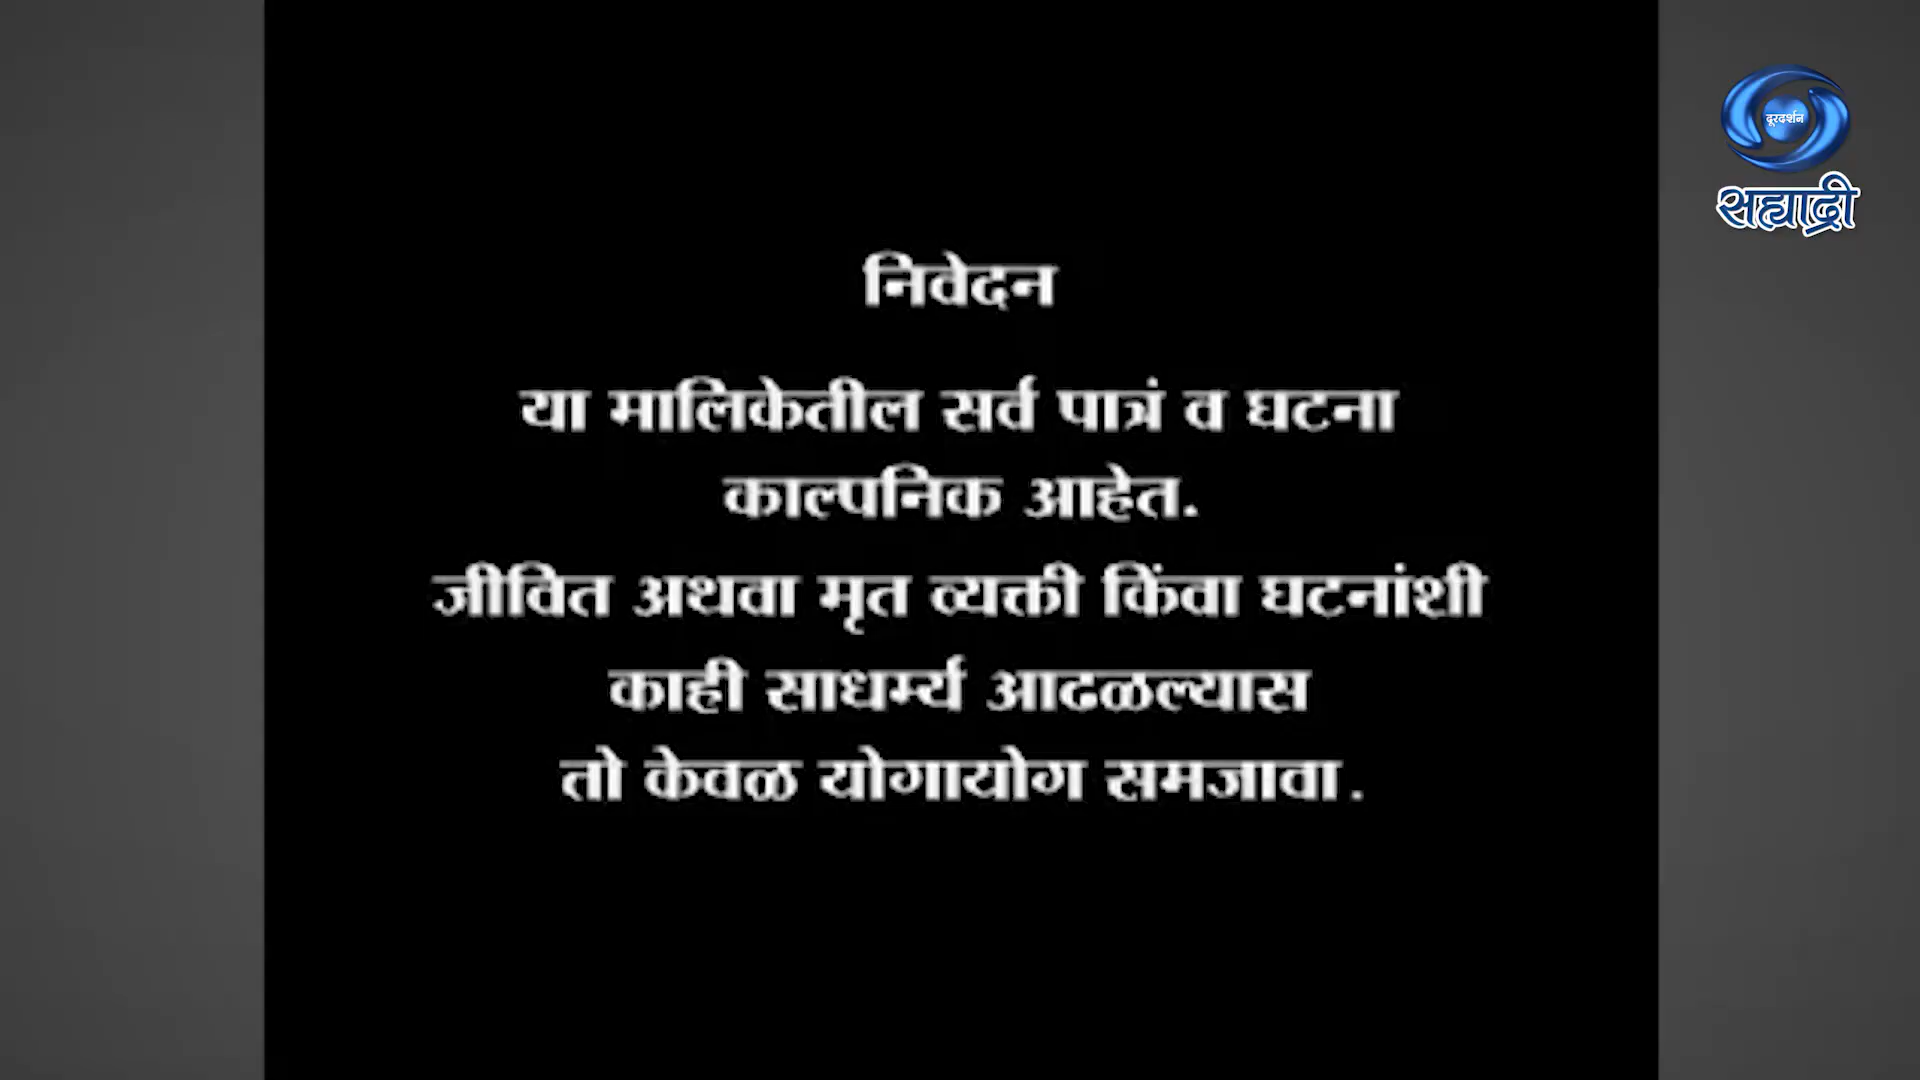 दूरदर्शन
सह्याद्री
निवेदन
या मालिकेतील सर्व पात्रं व घटना
काल्पनिक आहेत.
जीवित अथवा मृत व्यक्ती किंवा घटनांशी
काही साधर्म्य आढळल्यास
तो केवळ योगायोग समजावा.